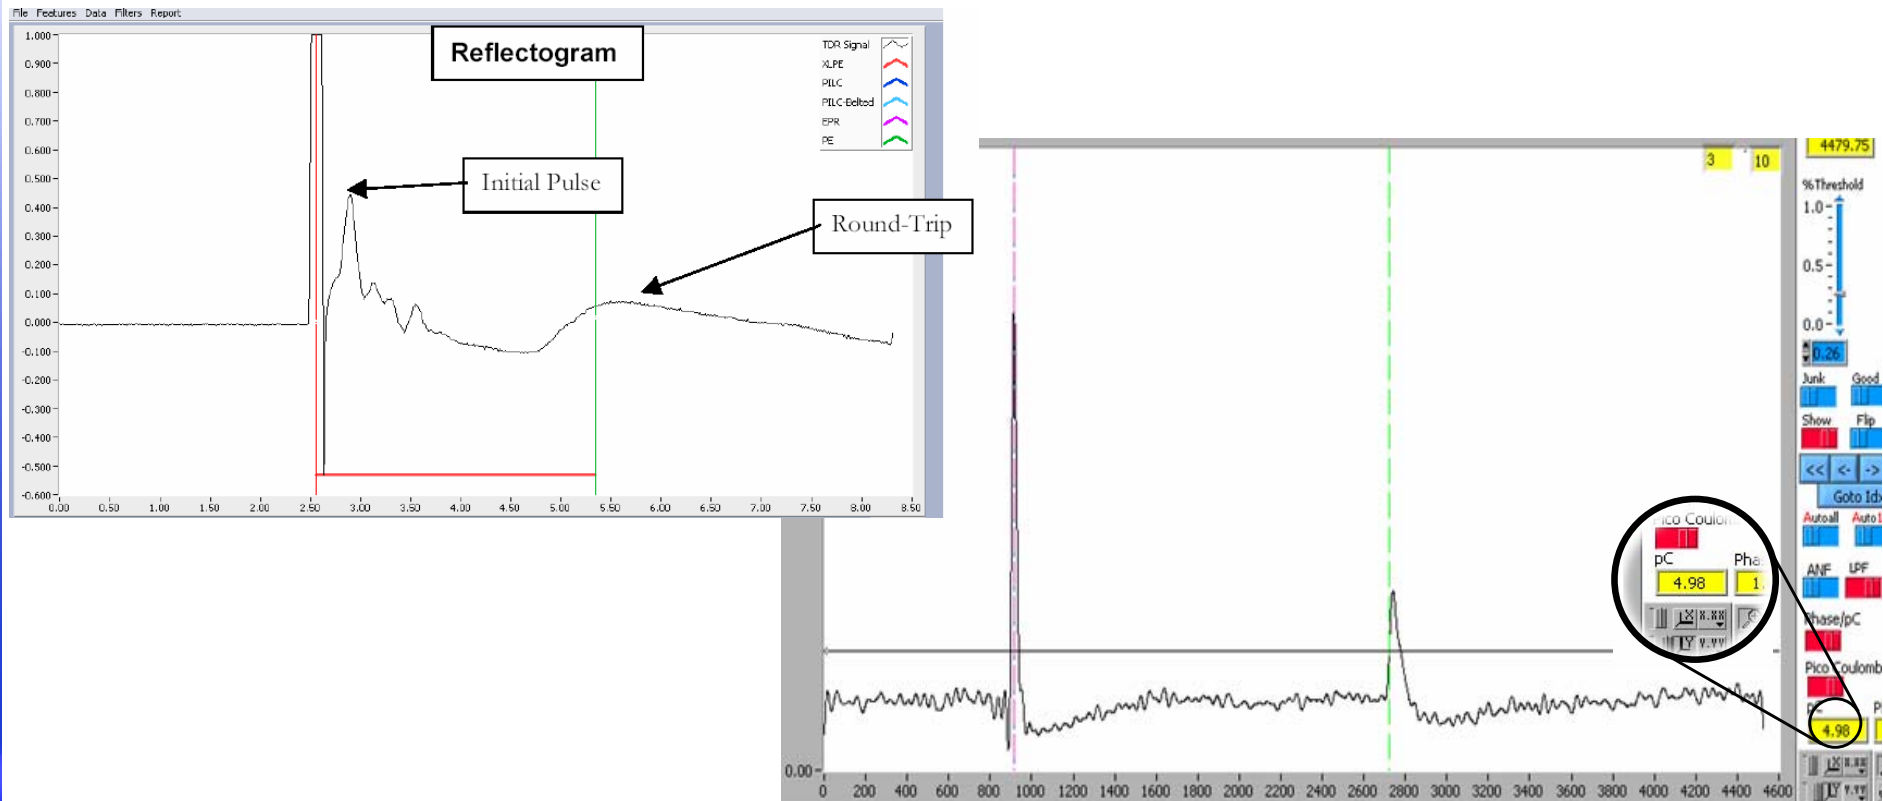 File Features Data Filters Report
Reflectogram
1.000
0.900
0.800
0.700
0.600
0.500
0.400
0.300
0.200
0.100
0.000
-0.100
-0.200
-0.300
-0.400
-0.500
-0.600
0.00 0.50 1.00 1.50 2.00 2.50 3.00 3.50 4.00 4.50 5.00 5.50 6.00 6.50 7.00 7.50 8.00 8.50
TDR Signal
XLPE
PILC
PILC-Belted
EPR
PE
Initial Pulse
Round-Trip
3 10
4479.75
%Threshold
1.0
0.5
0.0
0.26
Junk Good
Show Flip
<< <- ->
Goto Idx
Autoall Auto1
ANF LPF
Phase/pC
Pico Coulomb
pC
4.98
pC Pha
4.98 1.
X X.XX
Y Y.YY
0.00
0 200 400 600 800 1000 1200 1400 1600 1800 2000 2200 2400 2600 2800 3000 3200 3400 3600 3800 4000 4200 4400 4600